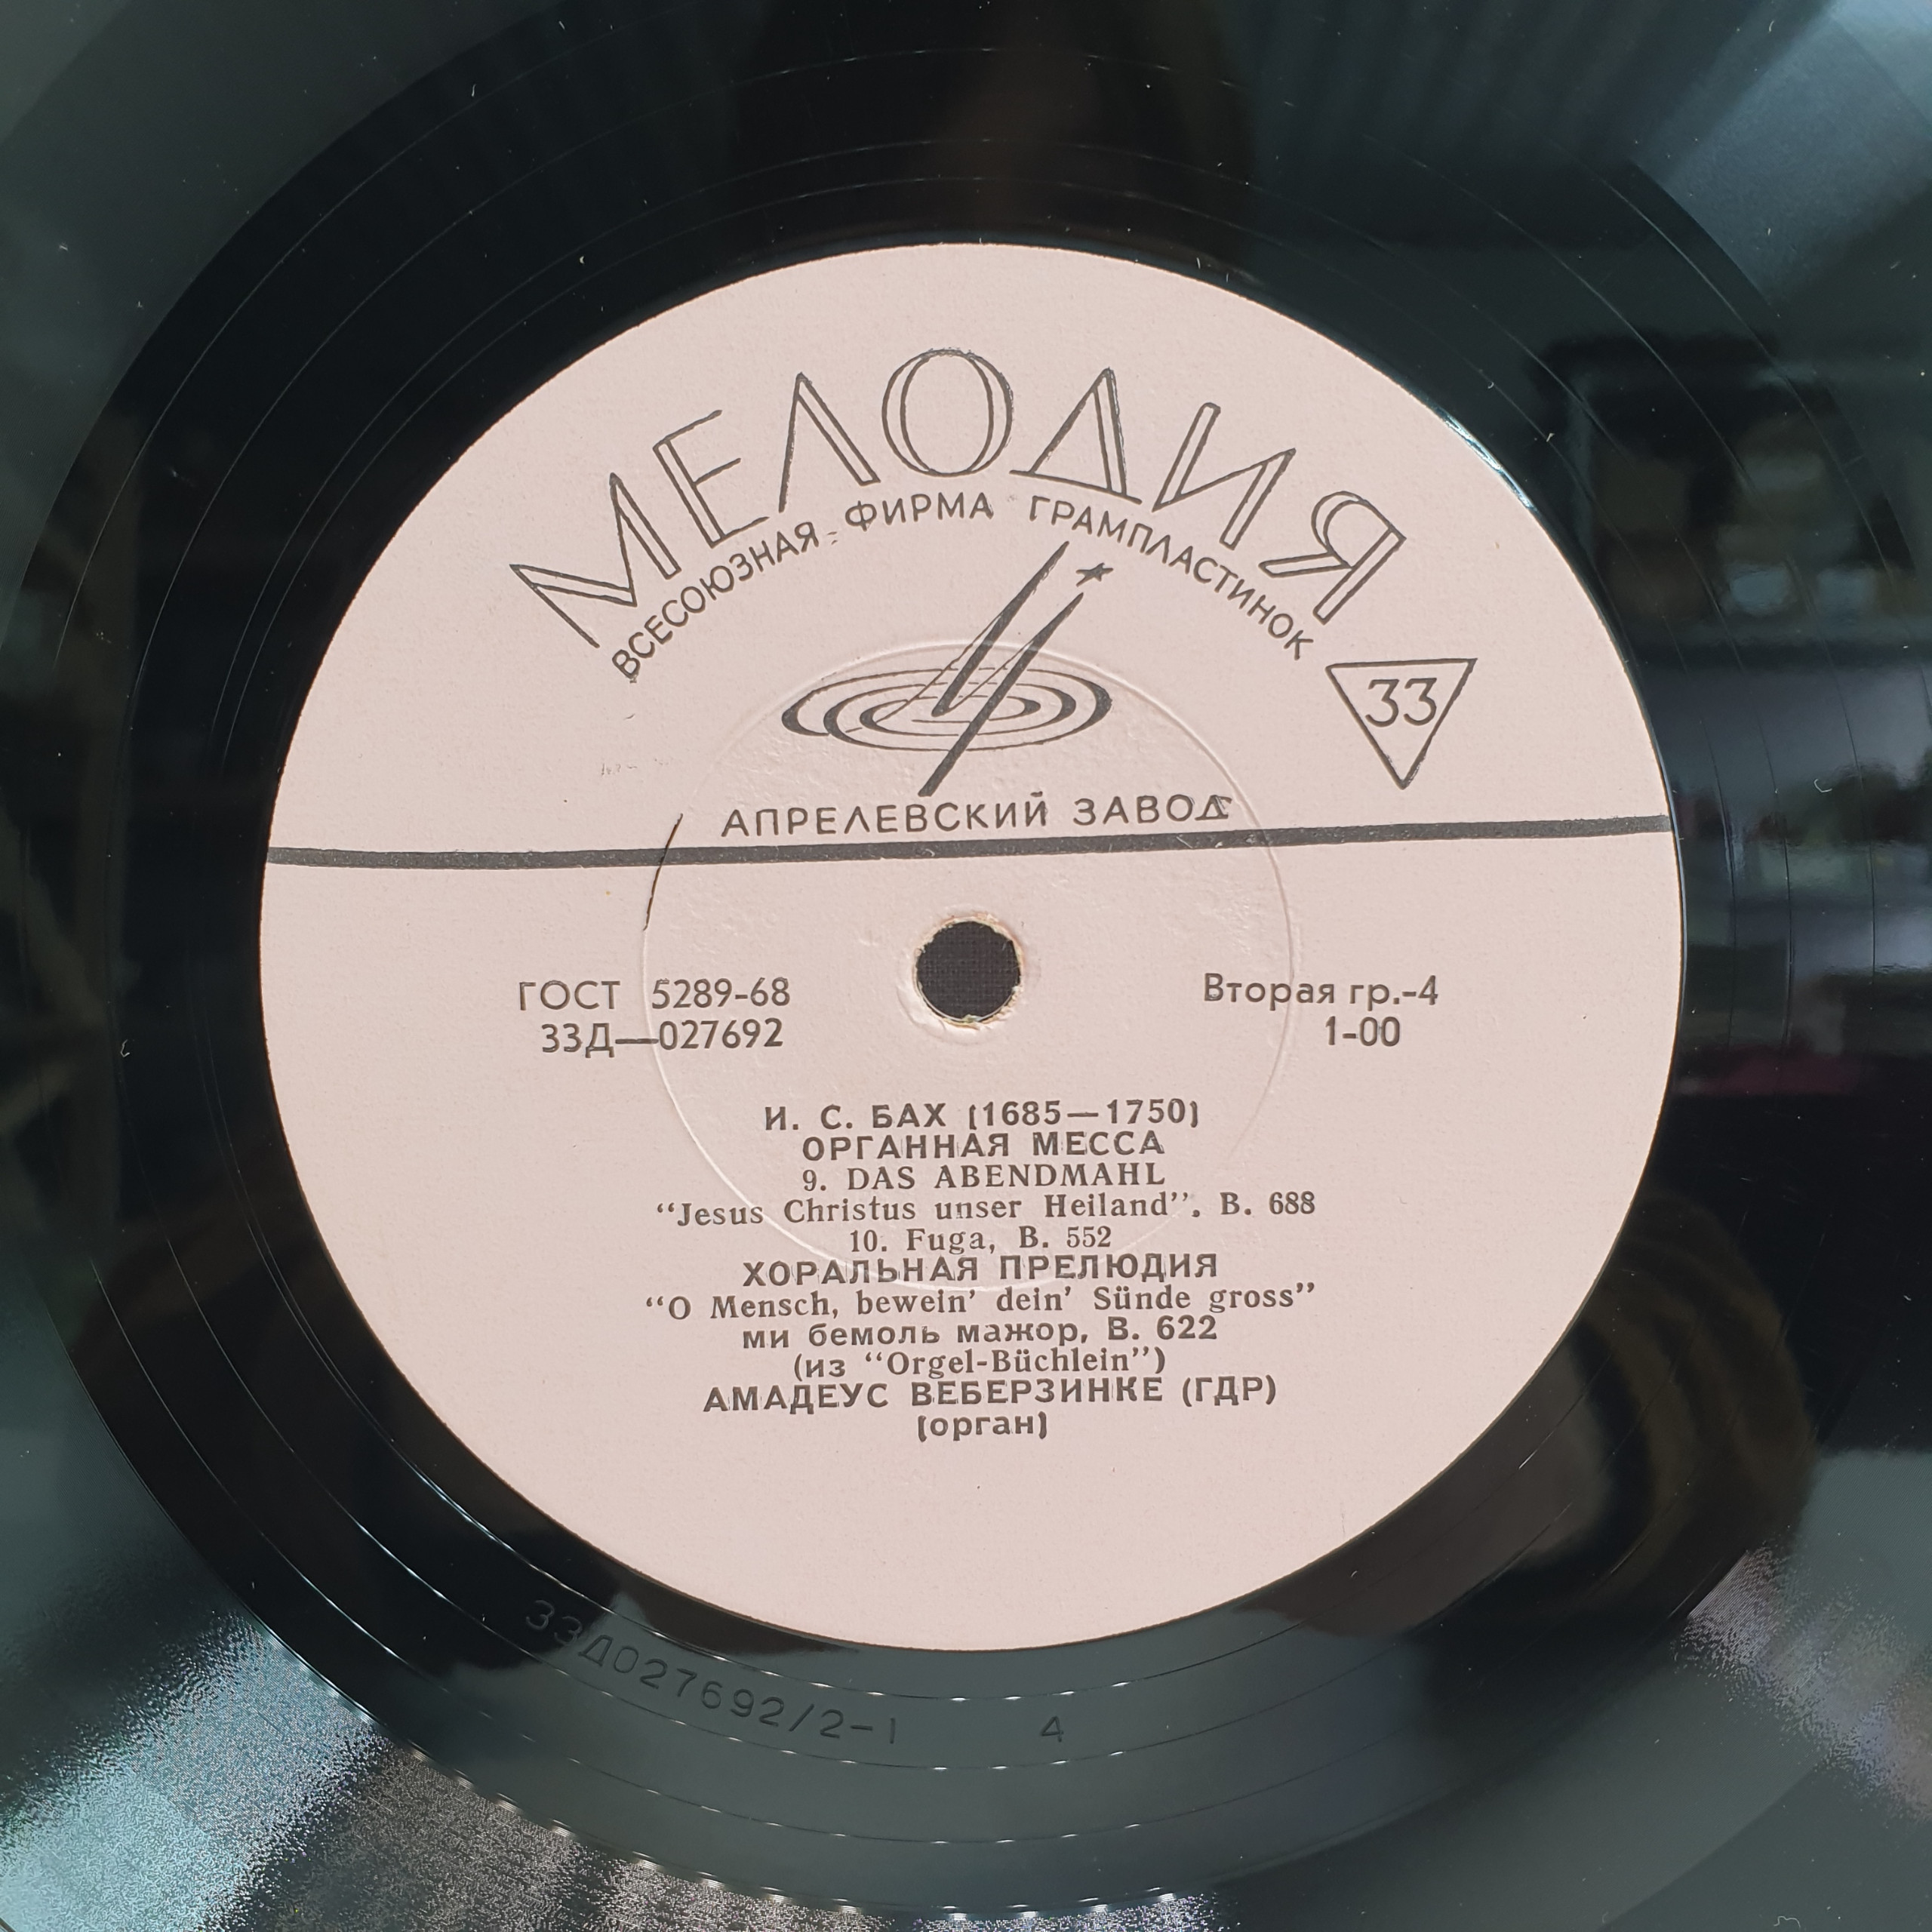 МЕЛОДИЯ
ВСЕСОЮЗНАЯ ФИРМА ГРАМПЛАСТИНОК
33
АПРЕЛЕВСКИЙ ЗАВОД
ГОСТ 5289-68
33Д—027692
Вторая гр.-4
1-00
И. С. БАХ (1685—1750)
ОРГАННАЯ МЕССА
9. DAS ABENDMAHL
“Jesus Christus unser Heiland”. B. 688
10. Fuga, B. 552
ХОРАЛЬНАЯ ПРЕЛЮДИЯ
“O Mensch, bewein’ dein’ Sünde gross”
ми бемоль мажор, В. 622
(из “Orgel-Büchlein”)
АМАДЕУС ВЕБЕРЗИНКЕ (ГДР)
(орган)
33Д027692/2-1 4